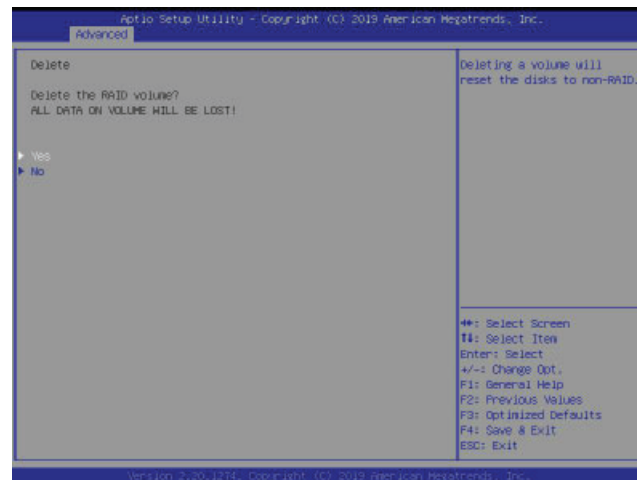 Aptio Setup Utility - Copyright (C) 2019 American Megatrends, Inc.
Advanced
Delete
Delete the RAID volume?
ALL DATA ON VOLUME WILL BE LOST!
Yes
No
Deleting a volume will
reset the disks to non-RAID.
: Select Screen
↑↓: Select Item
Enter: Select
+/-: Change Opt.
F1: General Help
F2: Previous Values
F3: Optimized Defaults
F4: Save & Exit
ESC: Exit
Version 2.20.1274. Copyright (C) 2019 American Megatrends, Inc.